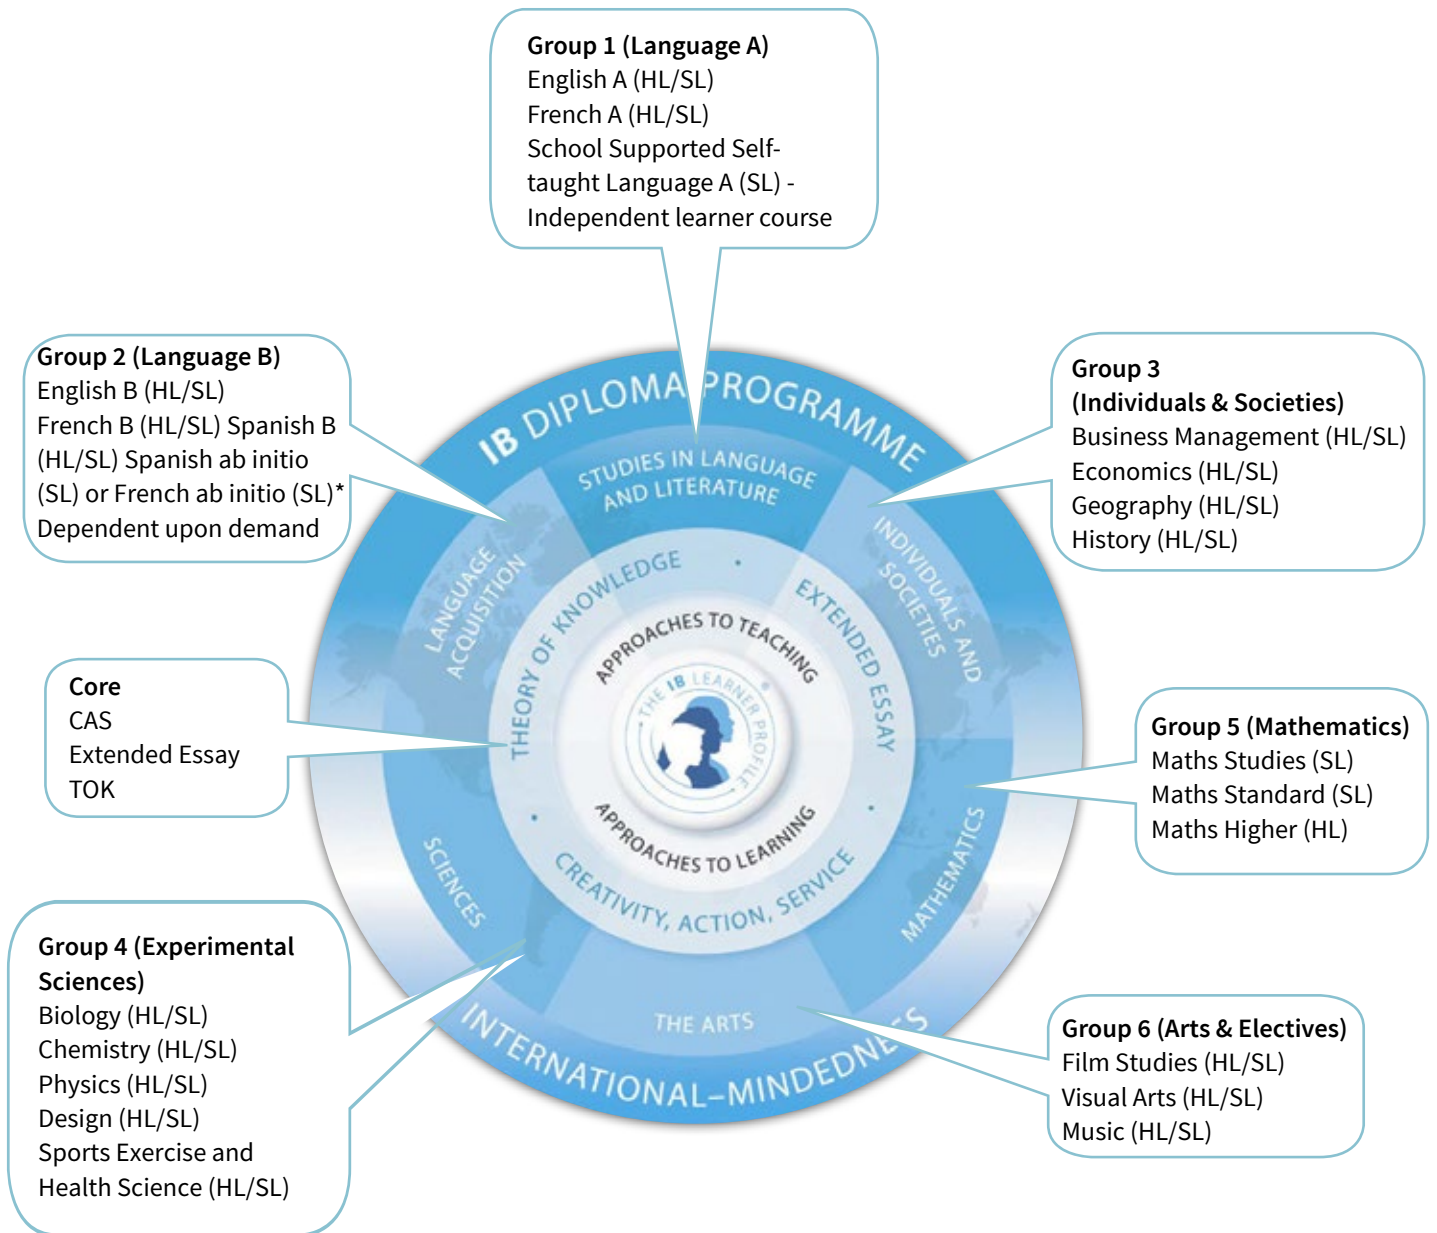 Group 1 (Language A)
English A (HL/SL)
French A (HL/SL)
School Supported Self-
taught Language A (SL) -
Independent learner course
Group 2 (Language B)
English B (HL/SL)
French B (HL/SL) Spanish B
(HL/SL) Spanish ab initio
(SL) or French ab initio (SL)*
Dependent upon demand
Group 3
(Individuals & Societies)
Business Management (HL/SL)
Economics (HL/SL)
Geography (HL/SL)
History (HL/SL)
IB DIPLOMA PROGRAMME
STUDIES IN LANGUAGE
AND LITERATURE
LANGUAGE
ACQUISITION
INDIVIDUALS AND
SOCIETIES
THEORY OF KNOWLEDGE
EXTENDED ESSAY
APPROACHES TO TEACHING
THE IB LEARNER PROFILE®
APPROACHES TO LEARNING
CREATIVITY, ACTION, SERVICE
SCIENCES
MATHEMATICS
THE ARTS
INTERNATIONAL–MINDEDNES
Core
CAS
Extended Essay
TOK
Group 5 (Mathematics)
Maths Studies (SL)
Maths Standard (SL)
Maths Higher (HL)
Group 4 (Experimental
Sciences)
Biology (HL/SL)
Chemistry (HL/SL)
Physics (HL/SL)
Design (HL/SL)
Sports Exercise and
Health Science (HL/SL)
Group 6 (Arts & Electives)
Film Studies (HL/SL)
Visual Arts (HL/SL)
Music (HL/SL)